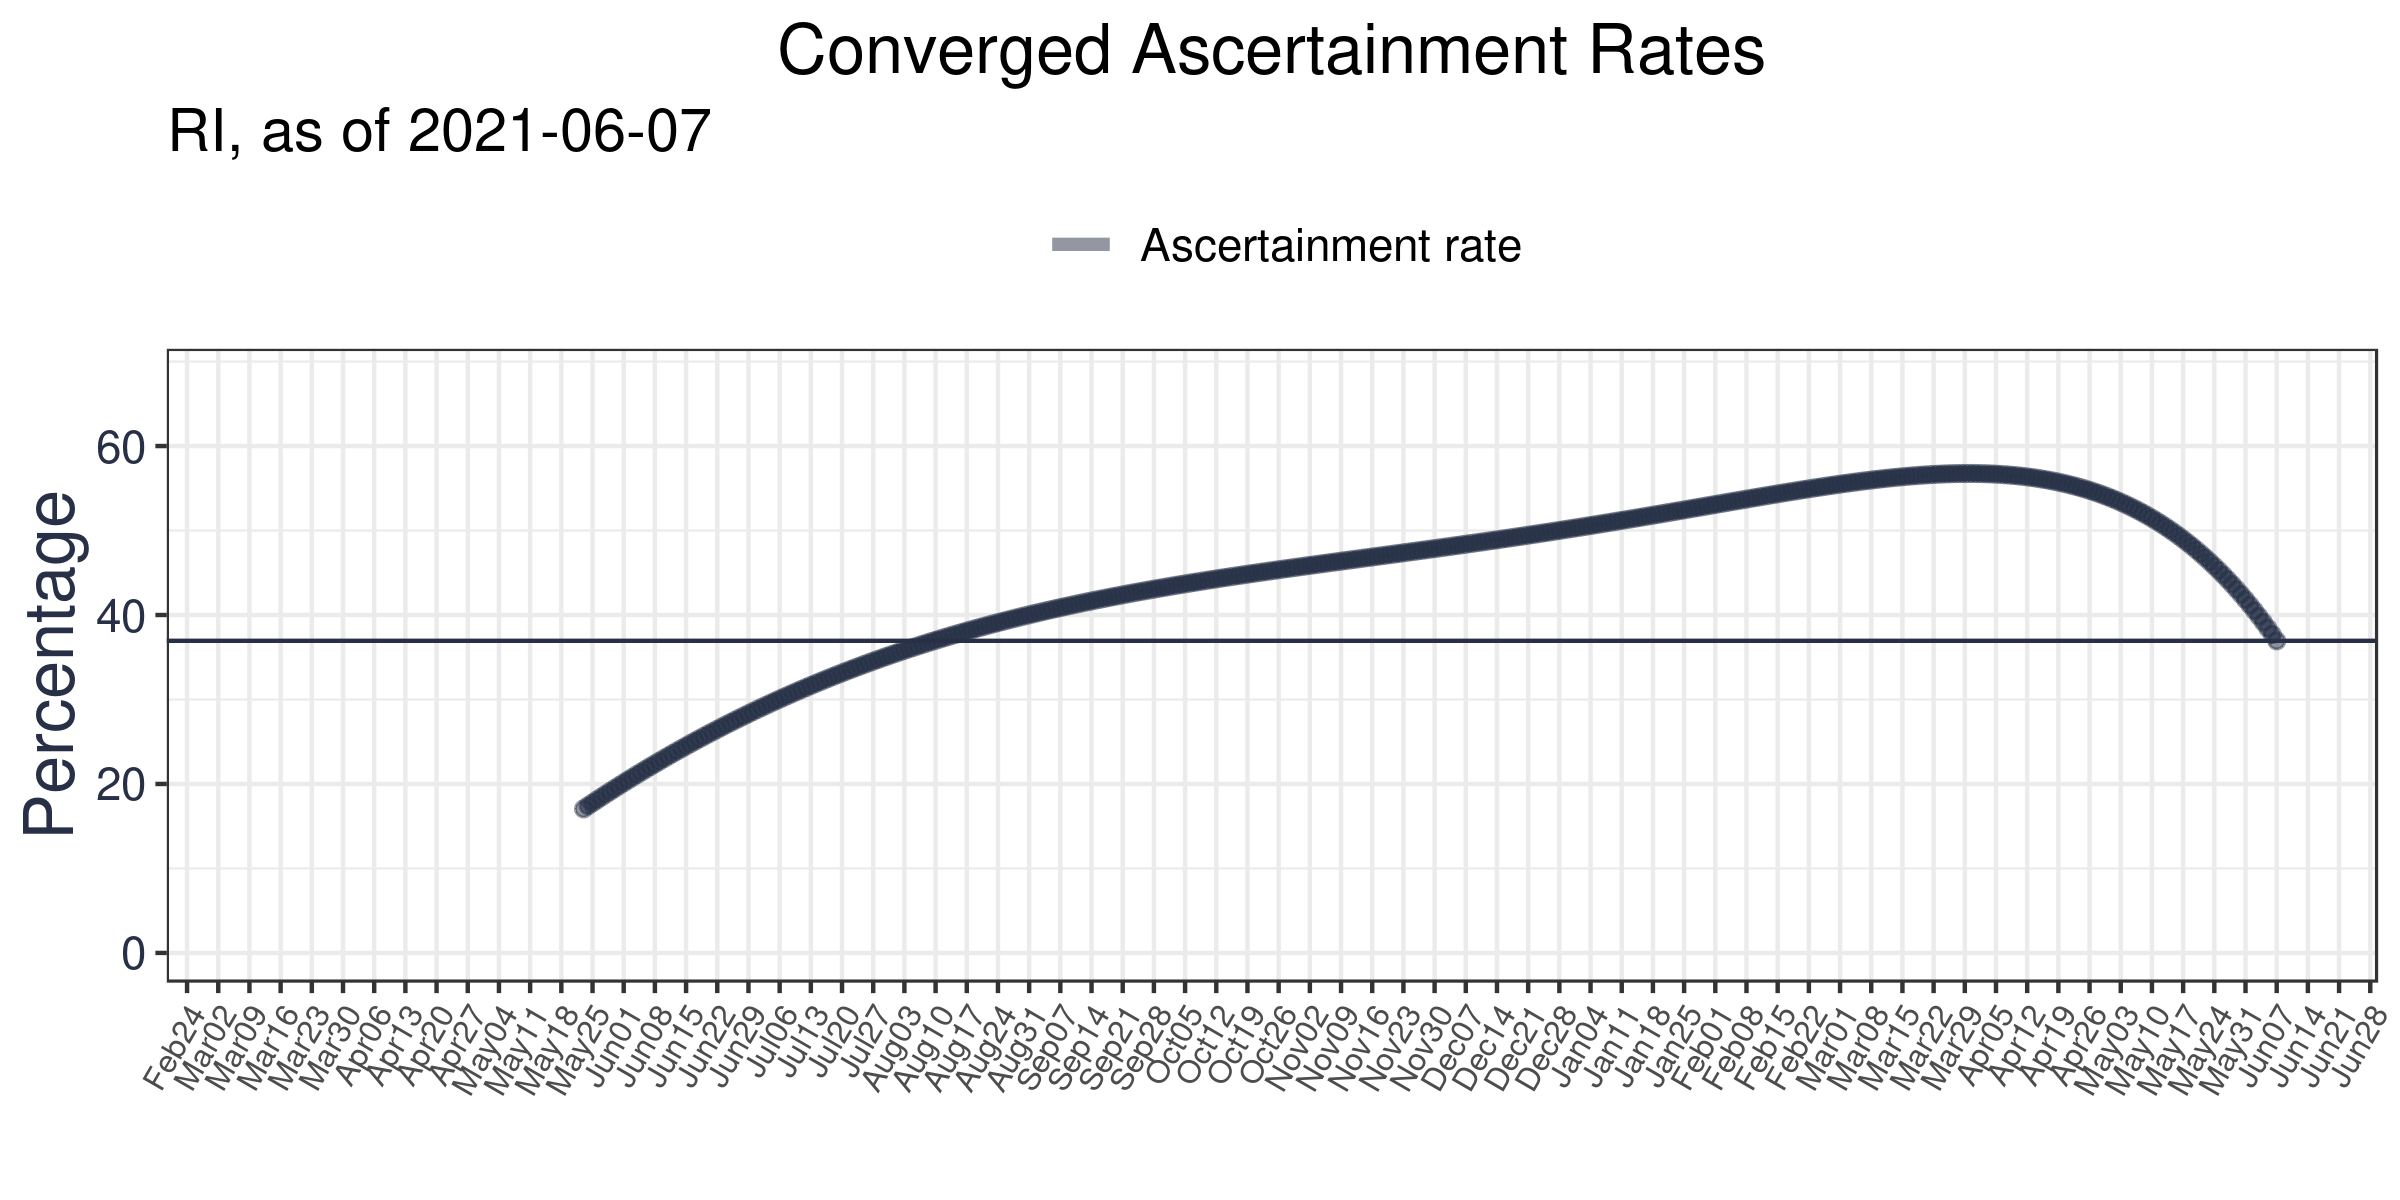 Converged Ascertainment Rates
RI, as of 2021-06-07
Ascertainment rate
Percentage
60
40
20
0
Feb24
Mar02
Mar09
Mar16
Mar23
Mar30
Apr06
Apr13
Apr20
Apr27
May04
May11
May18
May25
Jun01
Jun08
Jun15
Jun22
Jun29
Jul06
Jul13
Jul20
Jul27
Aug03
Aug10
Aug17
Aug24
Aug31
Sep07
Sep14
Sep21
Sep28
Oct05
Oct12
Oct19
Oct26
Nov02
Nov09
Nov16
Nov23
Nov30
Dec07
Dec14
Dec21
Dec28
Jan04
Jan11
Jan18
Jan25
Feb01
Feb08
Feb15
Feb22
Mar01
Mar08
Mar15
Mar22
Mar29
Apr05
Apr12
Apr19
Apr26
May03
May10
May17
May24
May31
Jun07
Jun14
Jun21
Jun28